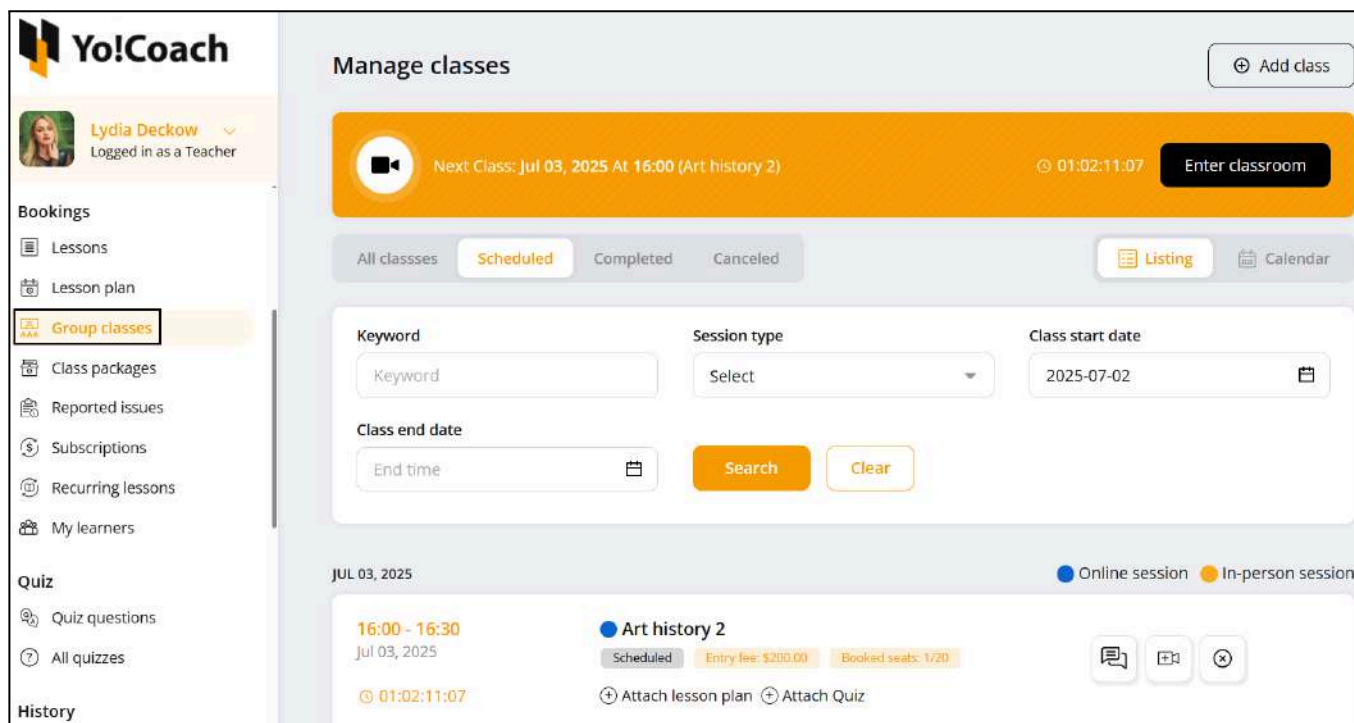 Yo!Coach
Lydia Deckow
Logged in as a Teacher
Bookings
Lessons
Lesson plan
Group classes
Class packages
Reported issues
Subscriptions
Recurring lessons
My learners
Quiz
Quiz questions
All quizzes
History
Manage classes
Add class
Next Class: Jul 03, 2025 At 16:00 (Art history 2)
01:02:11:07
Enter classroom
All classses
Scheduled
Completed
Canceled
Listing
Calendar
Keyword
Session type
Class start date
Keyword
Select
2025-07-02
Class end date
End time
Search
Clear
JUL 03, 2025
Online session
In-person session
16:00 - 16:30
Jul 03, 2025
01:02:11:07
Art history 2
Scheduled
Entry fee: $200.00
Booked seats: 1/20
Attach lesson plan
Attach Quiz